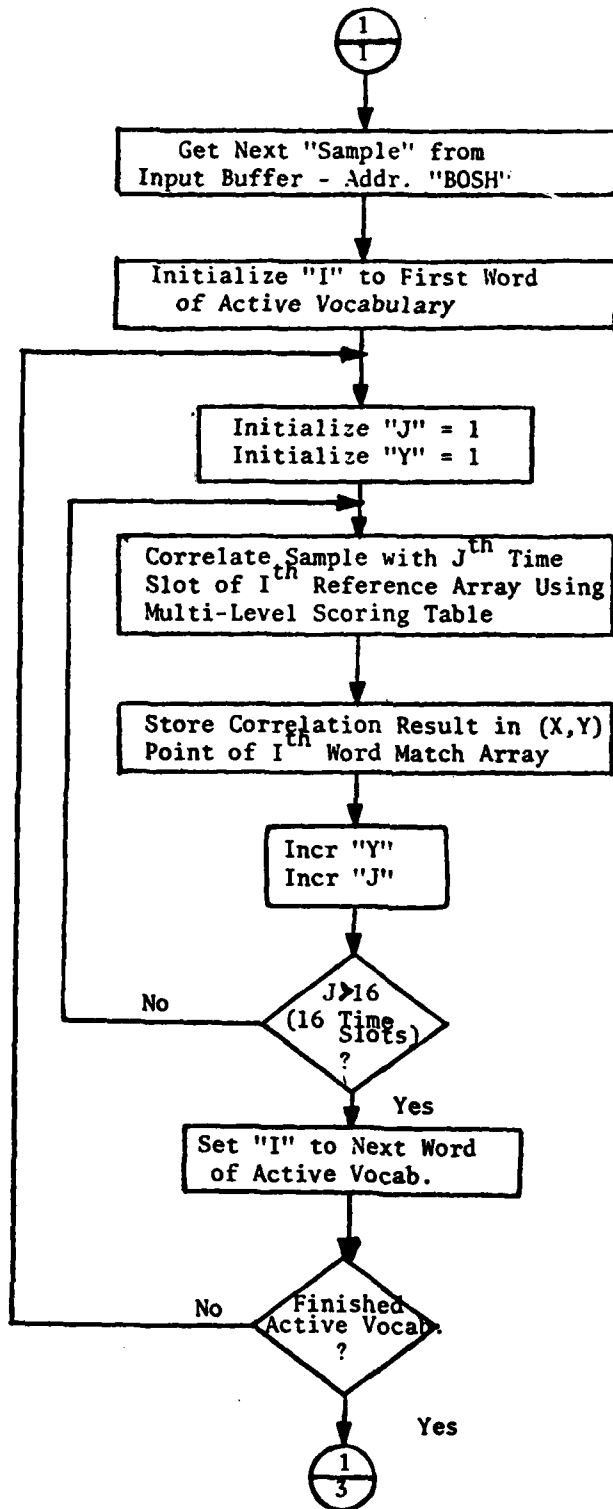 1
1
Get Next "Sample" from
Input Buffer - Addr. "BOSH"
Initialize "I" to First Word
of Active Vocabulary
Initialize "J" = 1
Initialize "Y" = 1
Correlate Sample with Jth Time
Slot of Ith Reference Array Using
Multi-Level Scoring Table
Store Correlation Result in (X,Y)
Point of Ith Word Match Array
Incr "Y"
Incr "J"
J>16
(16 Time
Slots)
?
No
Yes
Set "I" to Next Word
of Active Vocab.
Finished
Active Vocab.
?
No
Yes
1
3